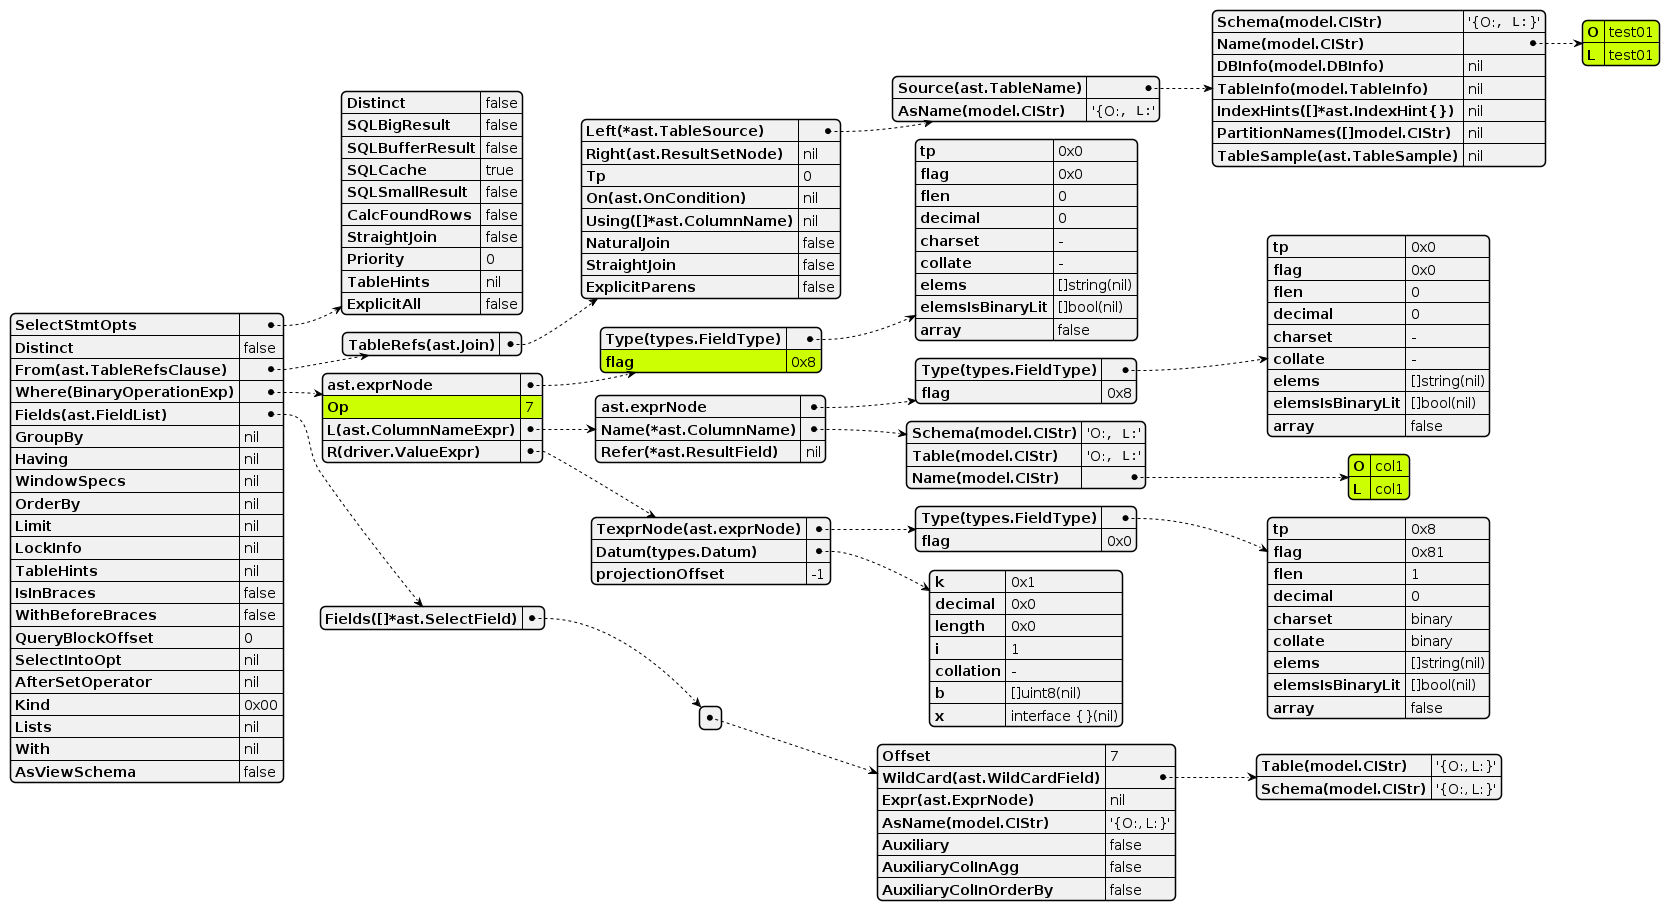 SelectStmtOpts
Distinct false
From(ast.TableRefsClause)
Where(BinaryOperationExp)
Fields(ast.FieldList)
GroupBy nil
Having nil
WindowSpecs nil
OrderBy nil
Limit nil
LockInfo nil
TableHints nil
IsInBraces false
WithBeforeBraces false
QueryBlockOffset 0
SelectIntoOpt nil
AfterSetOperator nil
Kind 0x00
Lists nil
With nil
AsViewSchema false
Distinct false
SQLBigResult false
SQLBufferResult false
SQLCache true
SQLSmallResult false
CalcFoundRows false
StraightJoin false
Priority 0
TableHints nil
ExplicitAll false
TableRefs(ast.Join)
ast.exprNode
Op 7
L(ast.ColumnNameExpr)
R(driver.ValueExpr)
Fields([]*ast.SelectField)
Left(*ast.TableSource)
Right(ast.ResultSetNode) nil
Tp 0
On(ast.OnCondition) nil
Using([]*ast.ColumnName) nil
NaturalJoin false
StraightJoin false
ExplicitParens false
Type(types.FieldType)
flag 0x8
ast.exprNode
Name(*ast.ColumnName)
Refer(*ast.ResultField) nil
TexprNode(ast.exprNode)
Datum(types.Datum)
projectionOffset -1
Source(ast.TableName)
AsName(model.CIStr) '{O:, L:'
tp 0x0
flag 0x0
flen 0
decimal 0
charset -
collate -
elems []string(nil)
elemsIsBinaryLit []bool(nil)
array false
Type(types.FieldType)
flag 0x8
Schema(model.CIStr) 'O:, L:'
Table(model.CIStr) 'O:, L:'
Name(model.CIStr)
Type(types.FieldType)
flag 0x0
k 0x1
decimal 0x0
length 0x0
i 1
collation -
b []uint8(nil)
x interface { }(nil)
Offset 7
WildCard(ast.WildCardField)
Expr(ast.ExprNode) nil
AsName(model.CIStr) '{O:, L:}'
Auxiliary false
AuxiliaryColInAgg false
AuxiliaryColInOrderBy false
Schema(model.CIStr) '{O:, L:}'
Name(model.CIStr)
DBInfo(model.DBInfo) nil
TableInfo(model.TableInfo) nil
IndexHints([]*ast.IndexHint{}) nil
PartitionNames([]model.CIStr) nil
TableSample(ast.TableSample) nil
O test01
L test01
tp 0x0
flag 0x0
flen 0
decimal 0
charset -
collate -
elems []string(nil)
elemsIsBinaryLit []bool(nil)
array false
O col1
L col1
tp 0x8
flag 0x81
flen 1
decimal 0
charset binary
collate binary
elems []string(nil)
elemsIsBinaryLit []bool(nil)
array false
Table(model.CIStr) '{O:, L:}'
Schema(model.CIStr) '{O:, L:}'